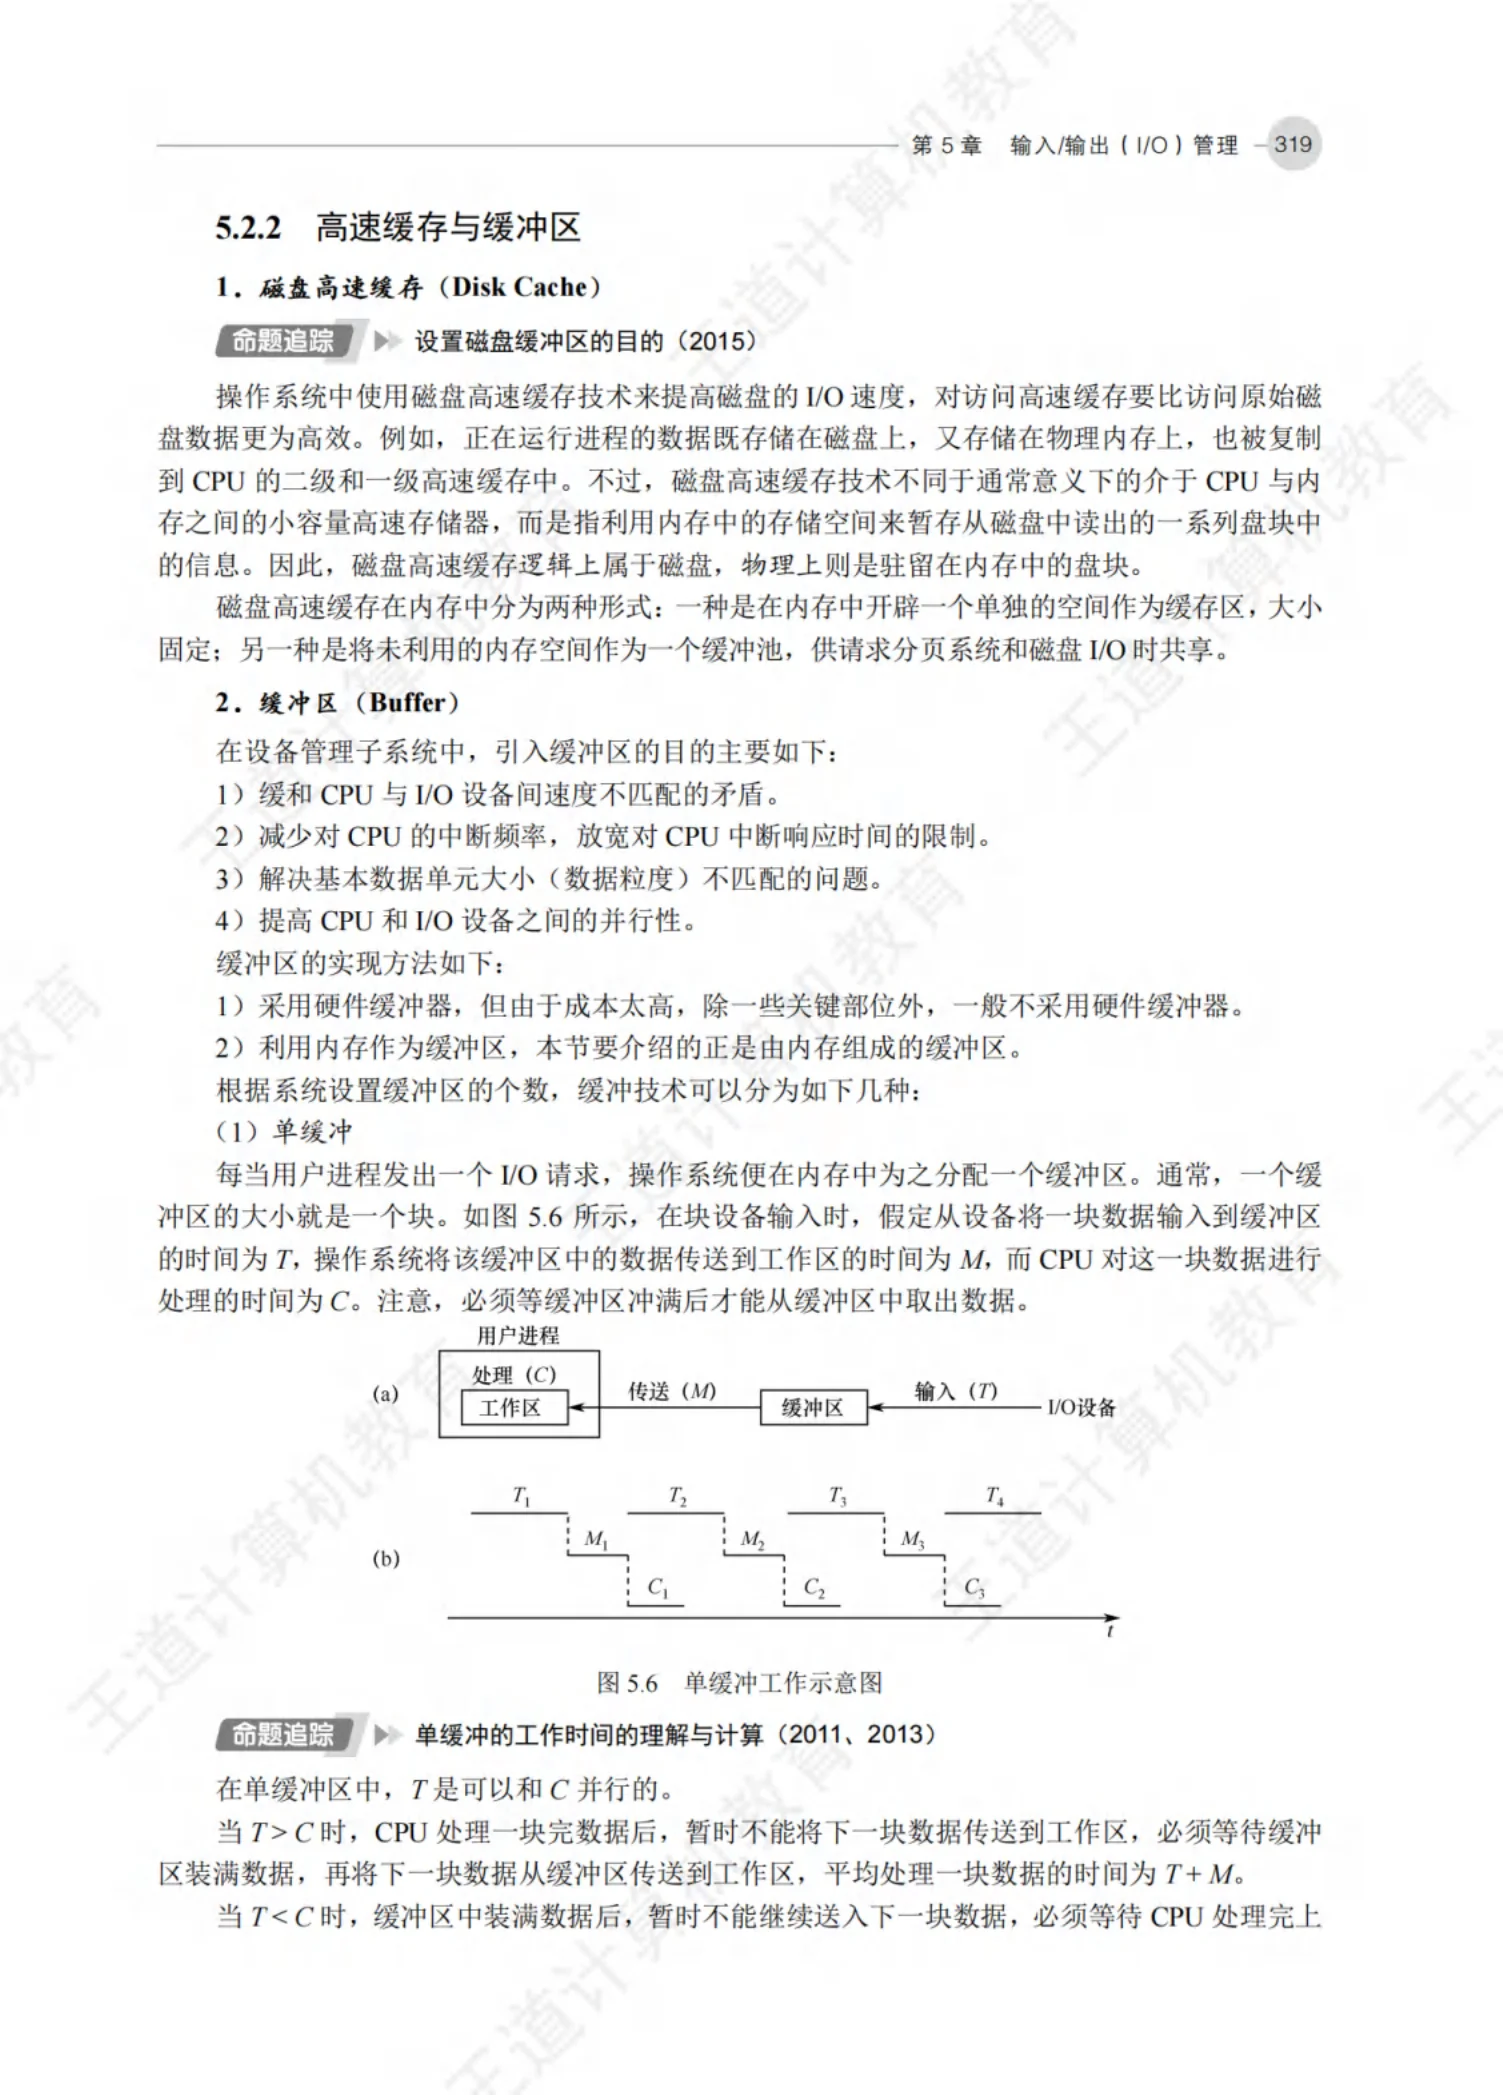 第 5 章 输入/输出（I/O）管理 319
5.2.2 高速缓存与缓冲区
1．磁盘高速缓存（Disk Cache）
命题追踪 设置磁盘缓冲区的目的（2015）
操作系统中使用磁盘高速缓存技术来提高磁盘的 I/O 速度，对访问高速缓存要比访问原始磁
盘数据更为高效。例如，正在运行进程的数据既存储在磁盘上，又存储在物理内存上，也被复制
到 CPU 的二级和一级高速缓存中。不过，磁盘高速缓存技术不同于通常意义下的介于 CPU 与内
存之间的小容量高速存储器，而是指利用内存中的存储空间来暂存从磁盘中读出的一系列盘块中
的信息。因此，磁盘高速缓存逻辑上属于磁盘，物理上则是驻留在内存中的盘块。
磁盘高速缓存在内存中分为两种形式：一种是在内存中开辟一个单独的空间作为缓存区，大小
固定；另一种是将未利用的内存空间作为一个缓冲池，供请求分页系统和磁盘 I/O 时共享。
2．缓冲区（Buffer）
在设备管理子系统中，引入缓冲区的目的主要如下：
1）缓和 CPU 与 I/O 设备间速度不匹配的矛盾。
2）减少对 CPU 的中断频率，放宽对 CPU 中断响应时间的限制。
3）解决基本数据单元大小（数据粒度）不匹配的问题。
4）提高 CPU 和 I/O 设备之间的并行性。
缓冲区的实现方法如下：
1）采用硬件缓冲器，但由于成本太高，除一些关键部位外，一般不采用硬件缓冲器。
2）利用内存作为缓冲区，本节要介绍的正是由内存组成的缓冲区。
根据系统设置缓冲区的个数，缓冲技术可以分为如下几种：
（1）单缓冲
每当用户进程发出一个 I/O 请求，操作系统便在内存中为之分配一个缓冲区。通常，一个缓
冲区的大小就是一个块。如图 5.6 所示，在块设备输入时，假定从设备将一块数据输入到缓冲区
的时间为 T，操作系统将该缓冲区中的数据传送到工作区的时间为 M，而 CPU 对这一块数据进行
处理的时间为 C。注意，必须等缓冲区冲满后才能从缓冲区中取出数据。
用户进程
处理（C）
(a) 工作区 传送（M） 缓冲区 输入（T） I/O设备
T1 T2 T3 T4
M1 M2 M3
(b)
C1 C2 C3
t
图 5.6 单缓冲工作示意图
命题追踪 单缓冲的工作时间的理解与计算（2011、2013）
在单缓冲区中，T 是可以和 C 并行的。
当 T > C 时，CPU 处理一块完数据后，暂时不能将下一块数据传送到工作区，必须等待缓冲
区装满数据，再将下一块数据从缓冲区传送到工作区，平均处理一块数据的时间为 T + M。
当 T < C 时，缓冲区中装满数据后，暂时不能继续送入下一块数据，必须等待 CPU 处理完上
王道计算机教育